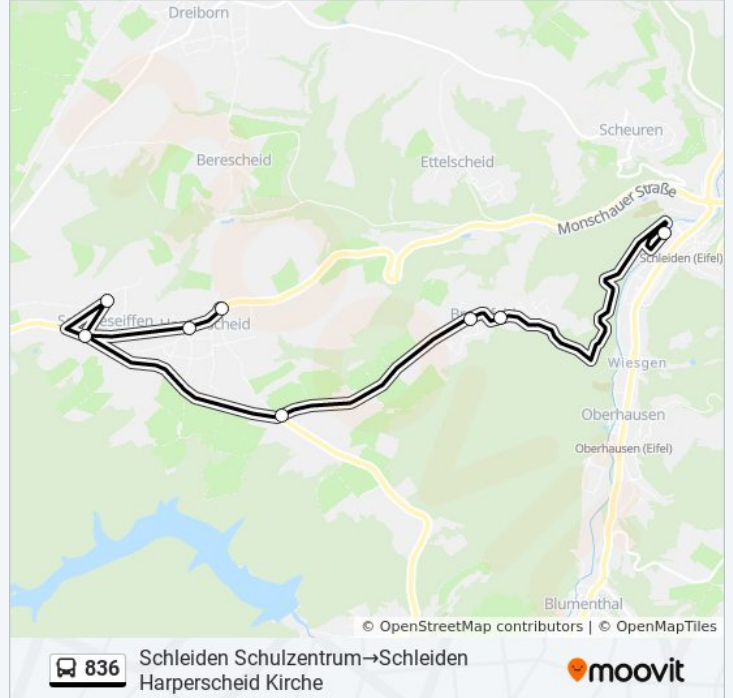 Dreiborn
Scheuren
Berescheid
Ettelscheid
Monschauer Straße
Schleiden (Eifel)
Wiesgen
Oberhausen
Oberhausen (Eifel)
Blumenthal
© OpenStreetMap contributors | © OpenMapTiles
836
Schleiden Schulzentrum→Schleiden
Harperscheid Kirche
moovit